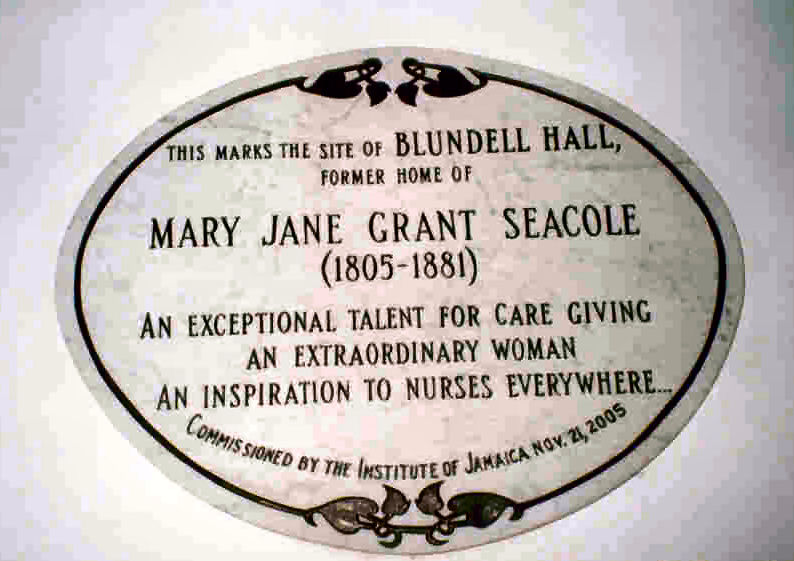 THIS MARKS THE SITE OF BLUNDELL HALL,
FORMER HOME OF
MARY JANE GRANT SEACOLE
(1805-1881)
AN EXCEPTIONAL TALENT FOR CARE GIVING
AN EXTRAORDINARY WOMAN
AN INSPIRATION TO NURSES EVERYWHERE...
COMMISSIONED BY THE INSTITUTE OF JAMAICA NOV. 21, 2005